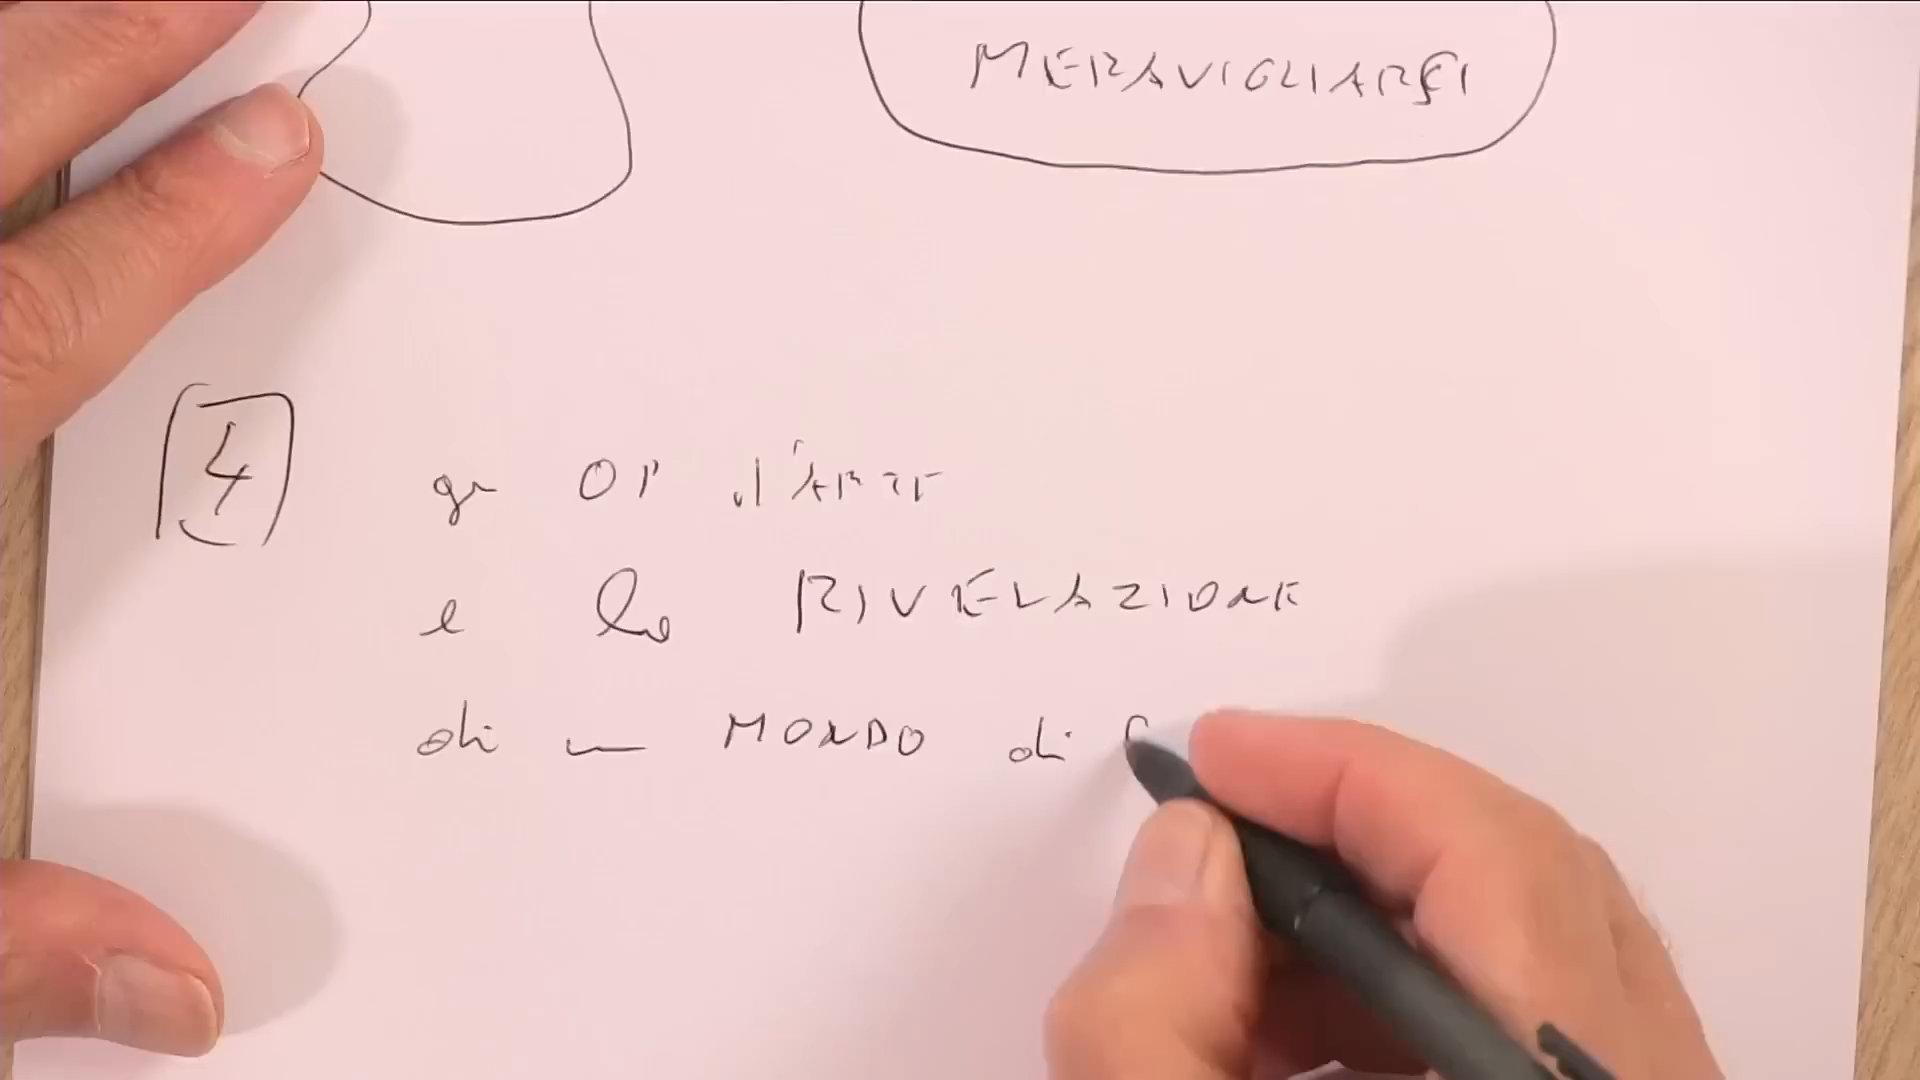 MERAVIGLIARSI
4 OP d'ARTE
e la RIVELAZIONE
di un MONDO di